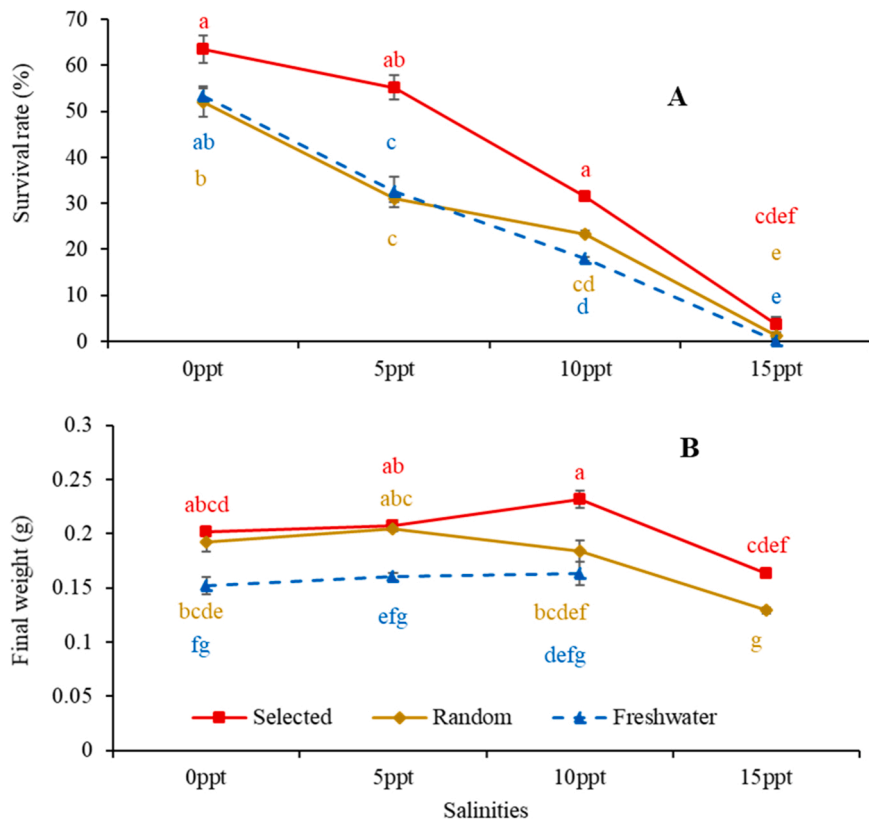 70
60
50
40
30
20
10
0
Survival rate (%)
A
a
ab
a
cdef
ab
b
c
c
cd
d
e
e
0ppt 5ppt 10ppt 15ppt
0.3
0.25
0.2
0.15
0.1
0.05
0
Final weight (g)
B
abcd
ab
abc
a
cdef
bcde
fg
efg
bcdef
defg
g
Selected Random Freshwater
0ppt 5ppt 10ppt 15ppt
Salinities